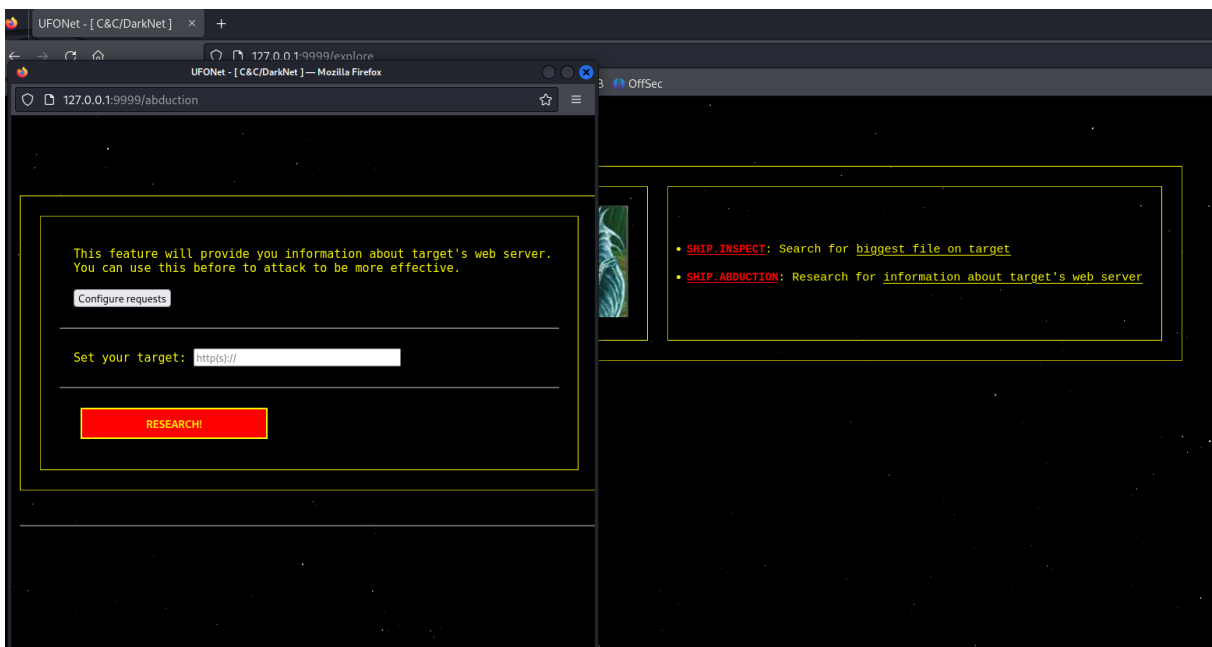 UFONet - [ C&C/DarkNet ]
127.0.0.1:9999/explore
UFONet - [ C&C/DarkNet ] — Mozilla Firefox
OffSec
127.0.0.1:9999/abduction
This feature will provide you information about target's web server.
You can use this before to attack to be more effective.
Configure requests
Set your target: http(s)://
RESEARCH!
• SHIP.INSPECT: Search for biggest file on target
• SHIP.ABDUCTION: Research for information about target's web server